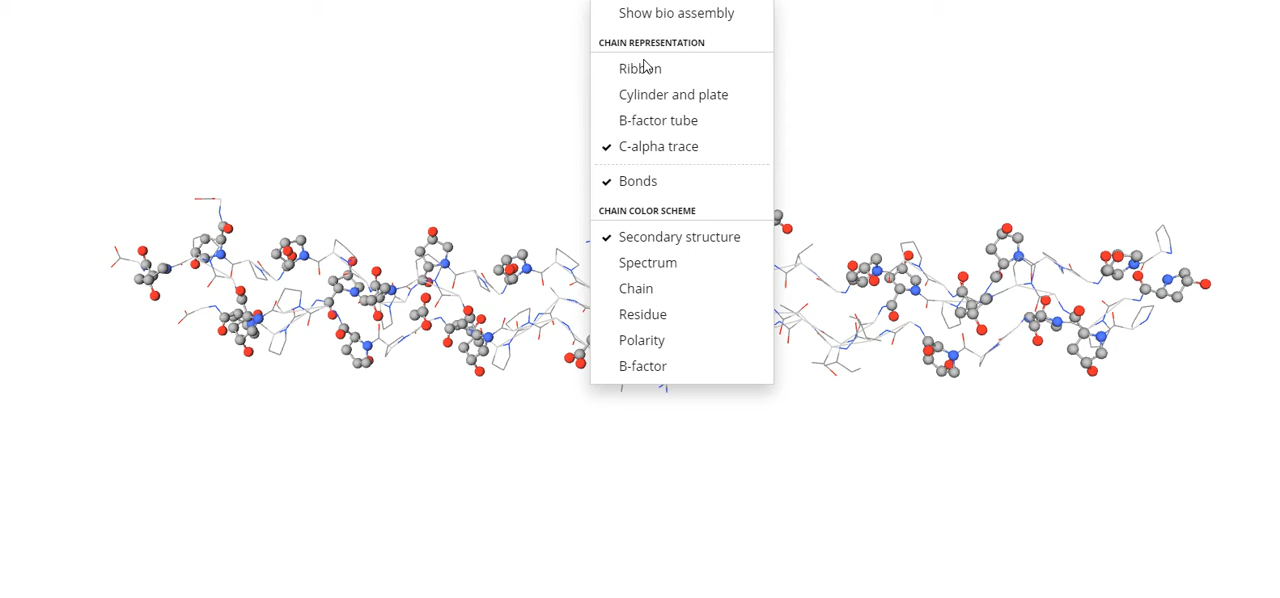 Show bio assembly
CHAIN REPRESENTATION
Ribbon
Cylinder and plate
B-factor tube
C-alpha trace
Bonds
CHAIN COLOR SCHEME
Secondary structure
Spectrum
Chain
Residue
Polarity
B-factor